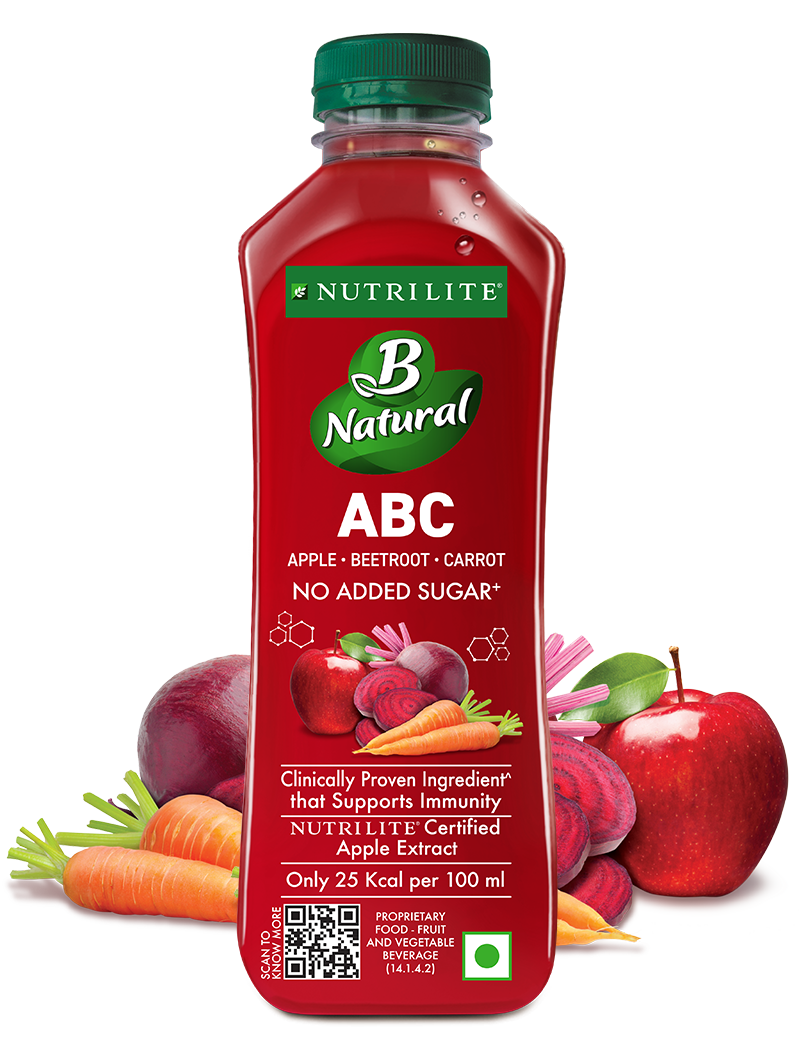 NUTRILITE®
B
Natural
ABC
APPLE • BEETROOT • CARROT
NO ADDED SUGAR+
Clinically Proven Ingredient^
that Supports Immunity
NUTRILITE® Certified
Apple Extract
Only 25 Kcal per 100 ml
SCAN TO
KNOW MORE
PROPRIETARY
FOOD - FRUIT
AND VEGETABLE
BEVERAGE
(14.1.4.2)